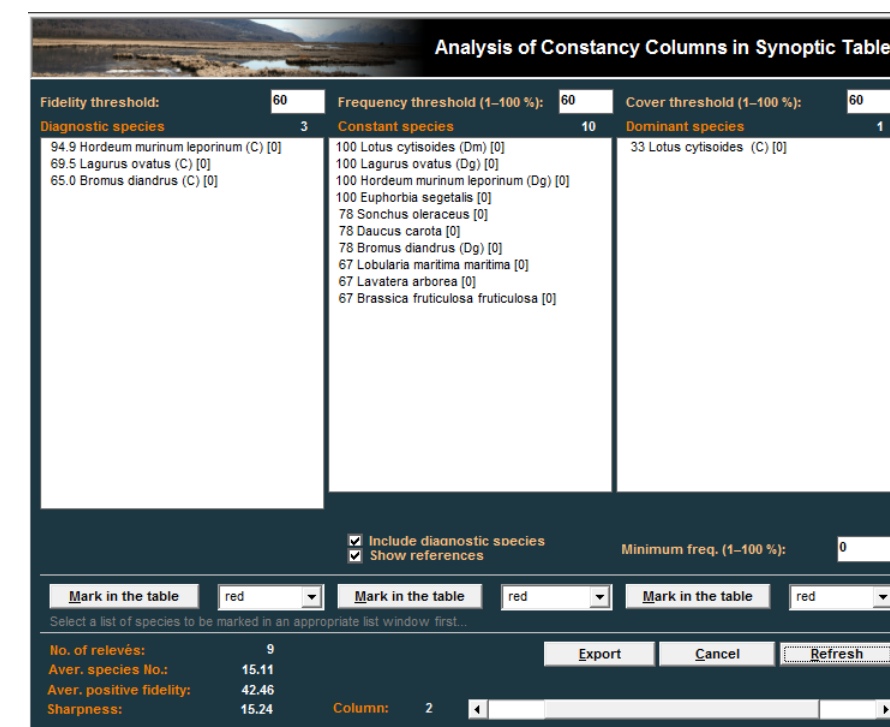 Analysis of Constancy Columns in Synoptic Table
Fidelity threshold: 60
Frequency threshold (1–100 %): 60
Cover threshold (1–100 %): 60
Diagnostic species 3
Constant species 10
Dominant species 1
94.9 Hordeum murinum leporinum (C) [0]
69.5 Lagurus ovatus (C) [0]
65.0 Bromus diandrus (C) [0]
100 Lotus cytisoides (Dm) [0]
100 Lagurus ovatus (Dg) [0]
100 Hordeum murinum leporinum (Dg) [0]
100 Euphorbia segetalis [0]
78 Sonchus oleraceus [0]
78 Daucus carota [0]
78 Bromus diandrus (Dg) [0]
67 Lobularia maritima maritima [0]
67 Lavatera arborea [0]
67 Brassica fruticulosa fruticulosa [0]
33 Lotus cytisoides (C) [0]
Include diagnostic species
Show references
Minimum freq. (1–100 %): 0
Mark in the table red
Mark in the table red
Mark in the table red
Select a list of species to be marked in an appropriate list window first...
No. of relevés: 9
Aver. species No.: 15.11
Aver. positive fidelity: 42.46
Sharpness: 15.24
Export Cancel Refresh
Column: 2